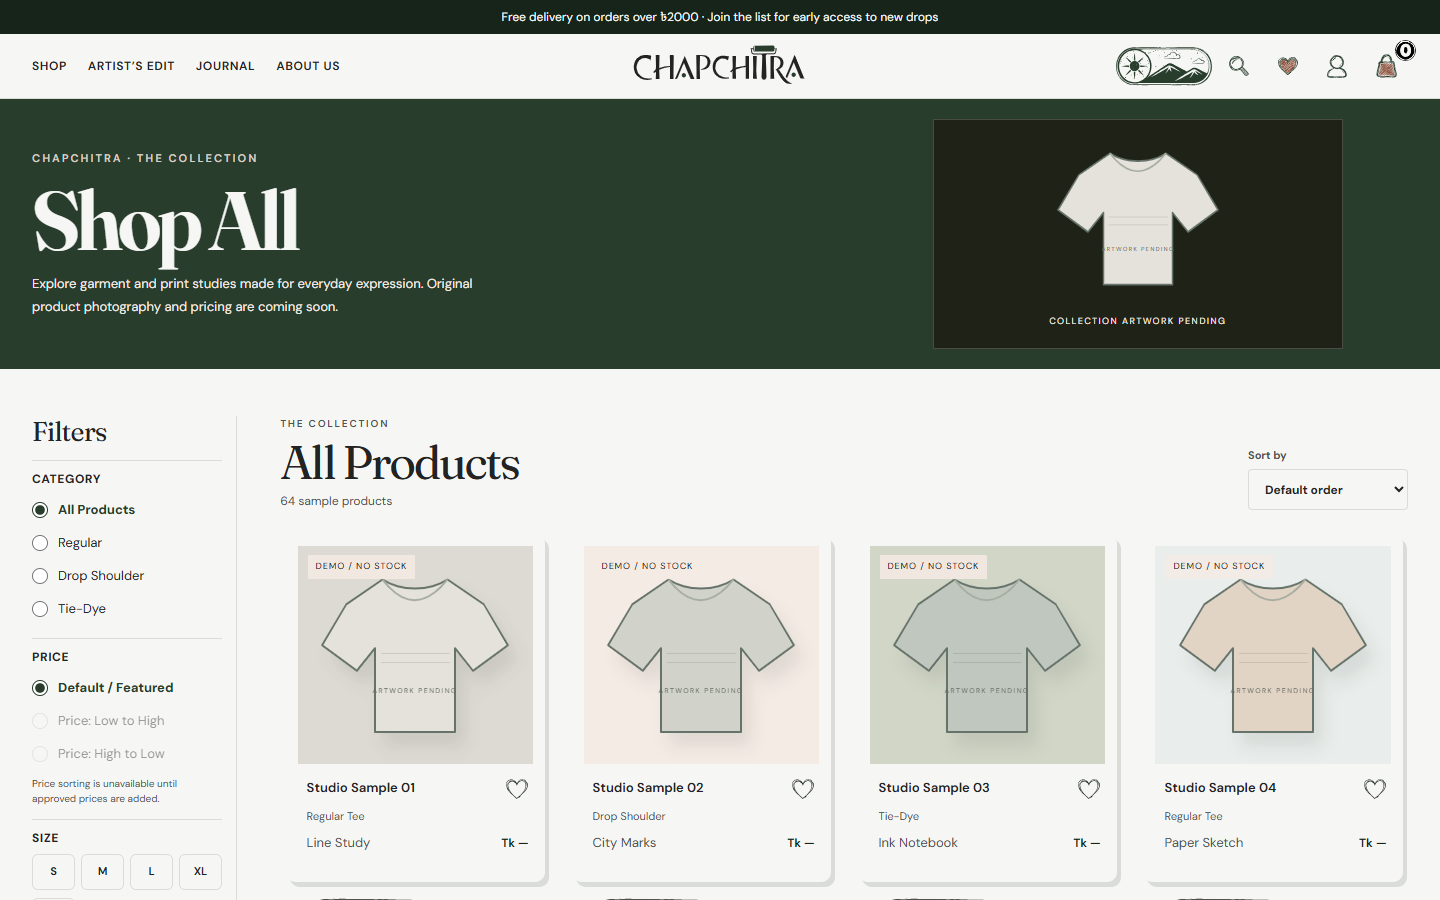 Free delivery on orders over ৳2000 · Join the list for early access to new drops
SHOP
ARTIST'S EDIT
JOURNAL
ABOUT US
CHAPCHITRA
0
CHAPCHITRA · THE COLLECTION
Shop All
Explore garment and print studies made for everyday expression. Original
product photography and pricing are coming soon.
ARTWORK PENDING
COLLECTION ARTWORK PENDING
Filters
CATEGORY
All Products
Regular
Drop Shoulder
Tie-Dye
PRICE
Default / Featured
Price: Low to High
Price: High to Low
Price sorting is unavailable until
approved prices are added.
SIZE
S
M
L
XL
THE COLLECTION
All Products
64 sample products
Sort by
Default order
DEMO / NO STOCK
ARTWORK PENDING
Studio Sample 01
Regular Tee
Line Study
Tk —
DEMO / NO STOCK
ARTWORK PENDING
Studio Sample 02
Drop Shoulder
City Marks
Tk —
DEMO / NO STOCK
ARTWORK PENDING
Studio Sample 03
Tie-Dye
Ink Notebook
Tk —
DEMO / NO STOCK
ARTWORK PENDING
Studio Sample 04
Regular Tee
Paper Sketch
Tk —